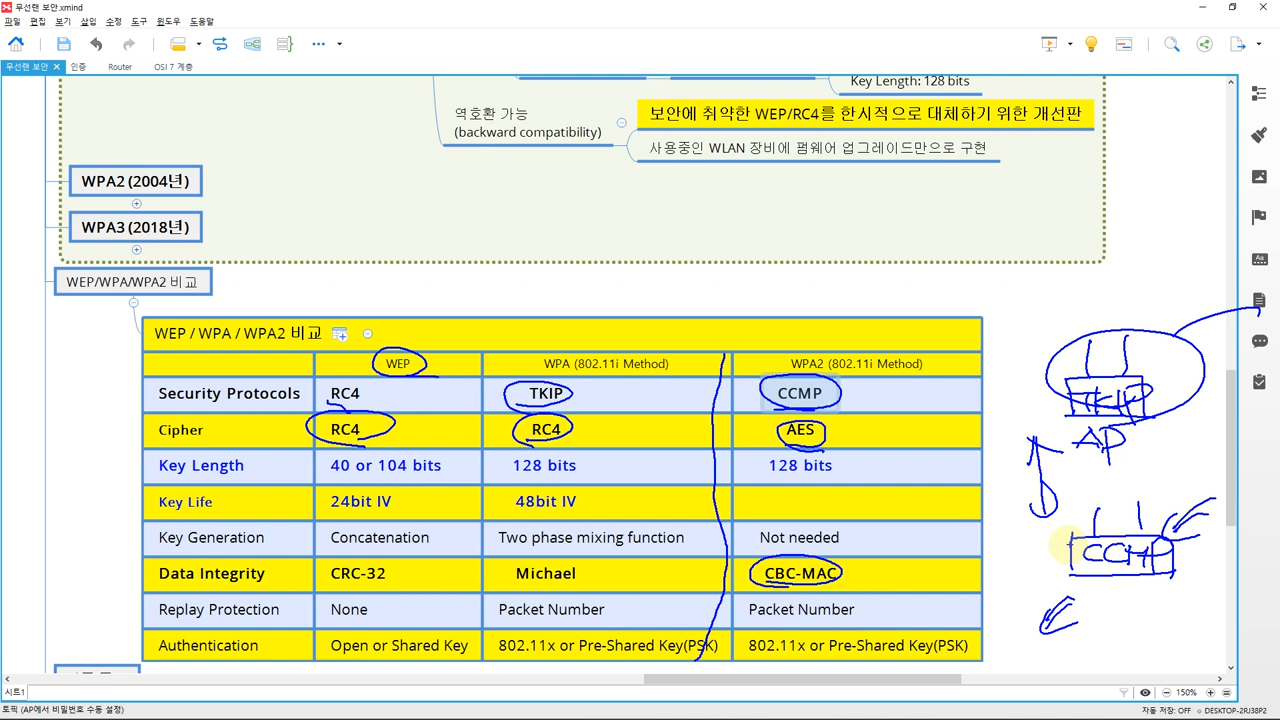 무선랜 보안.xmind
파일 편집 보기 삽입 수정 도구 윈도우 도움말
무선랜 보안 인증 Router OSI 7 계층
Key Length: 128 bits
역호환 가능
(backward compatibility)
보안에 취약한 WEP/RC4를 한시적으로 대체하기 위한 개선판
사용중인 WLAN 장비에 펌웨어 업그레이드만으로 구현
WPA2 (2004년)
WPA3 (2018년)
WEP/WPA/WPA2 비교
WEP / WPA / WPA2 비교
WEP WPA (802.11i Method) WPA2 (802.11i Method)
Security Protocols RC4 TKIP CCMP
Cipher RC4 RC4 AES
Key Length 40 or 104 bits 128 bits 128 bits
Key Life 24bit IV 48bit IV
Key Generation Concatenation Two phase mixing function Not needed
Data Integrity CRC-32 Michael CBC-MAC
Replay Protection None Packet Number Packet Number
Authentication Open or Shared Key 802.11x or Pre-Shared Key(PSK) 802.11x or Pre-Shared Key(PSK)
TKIP
AP
CCMP
시트1
150%
토픽 (AP에서 비밀번호 수동 설정)
자동 저장: OFF DESKTOP-2RJ38P2